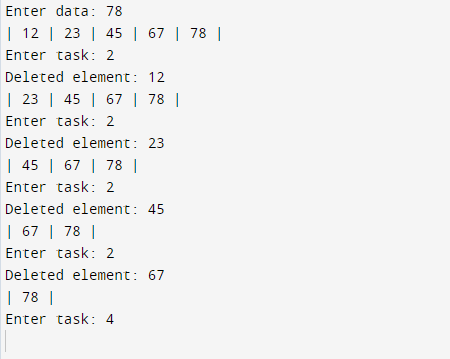 Enter data: 78
| 12 | 23 | 45 | 67 | 78 |
Enter task: 2
Deleted element: 12
| 23 | 45 | 67 | 78 |
Enter task: 2
Deleted element: 23
| 45 | 67 | 78 |
Enter task: 2
Deleted element: 45
| 67 | 78 |
Enter task: 2
Deleted element: 67
| 78 |
Enter task: 4